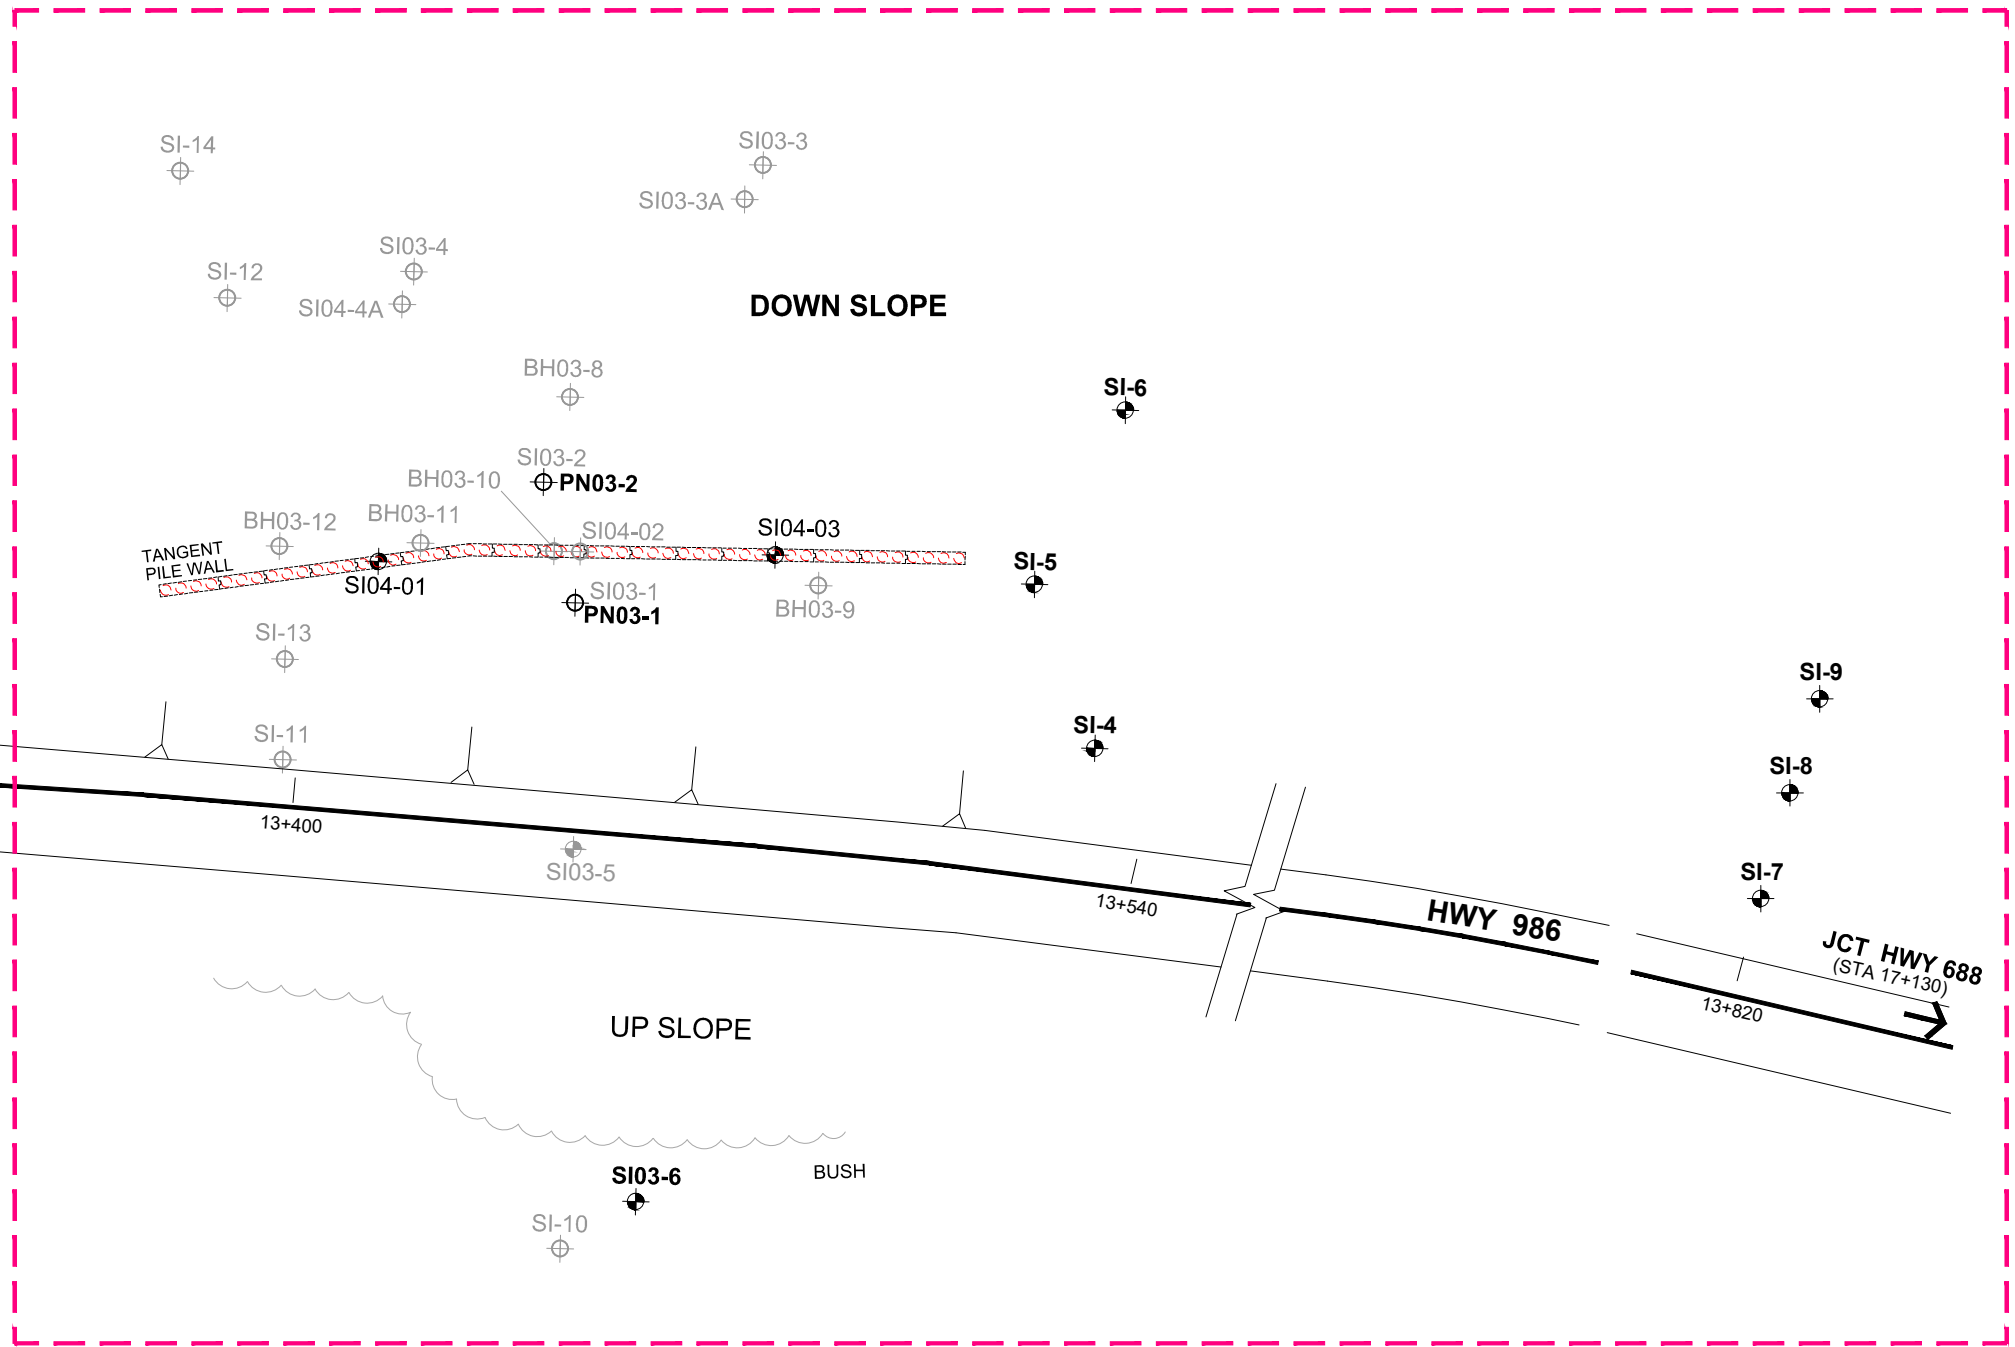 SI-14
SI03-3
SI03-3A
SI03-4
SI-12
SI04-4A
DOWN SLOPE
BH03-8
SI-6
SI03-2
BH03-10
PN03-2
BH03-12
BH03-11
SI04-02
SI04-03
TANGENT
PILE WALL
SI04-01
SI-5
SI03-1
PN03-1
BH03-9
SI-13
SI-9
SI-11
SI-4
SI-8
13+400
SI03-5
SI-7
13+540
HWY 986
JCT HWY 688
(STA 17+130)
13+820
UP SLOPE
BUSH
SI03-6
SI-10